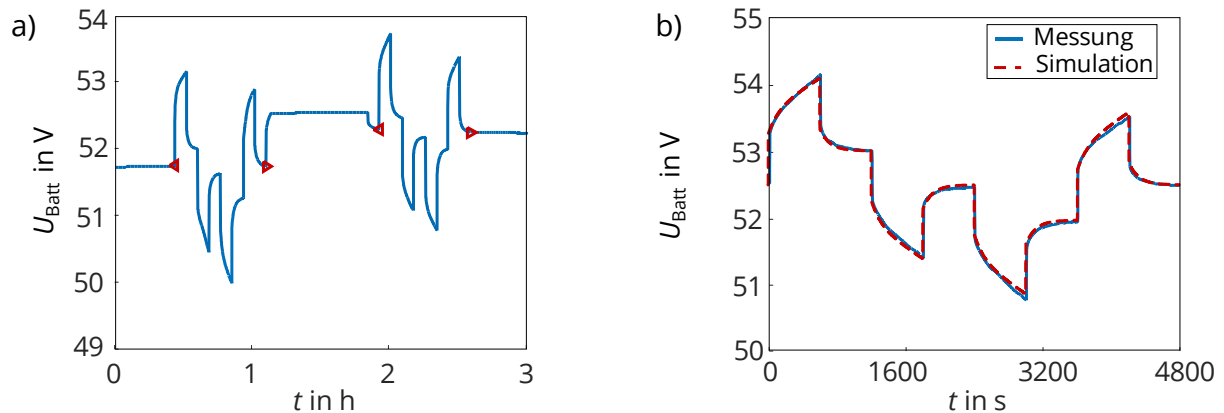 a)
54
53
52
51
50
49
U_Batt in V
0
1
2
3
t in h
b)
55
54
53
52
51
50
U_Batt in V
Messung
Simulation
0
1600
3200
4800
t in s